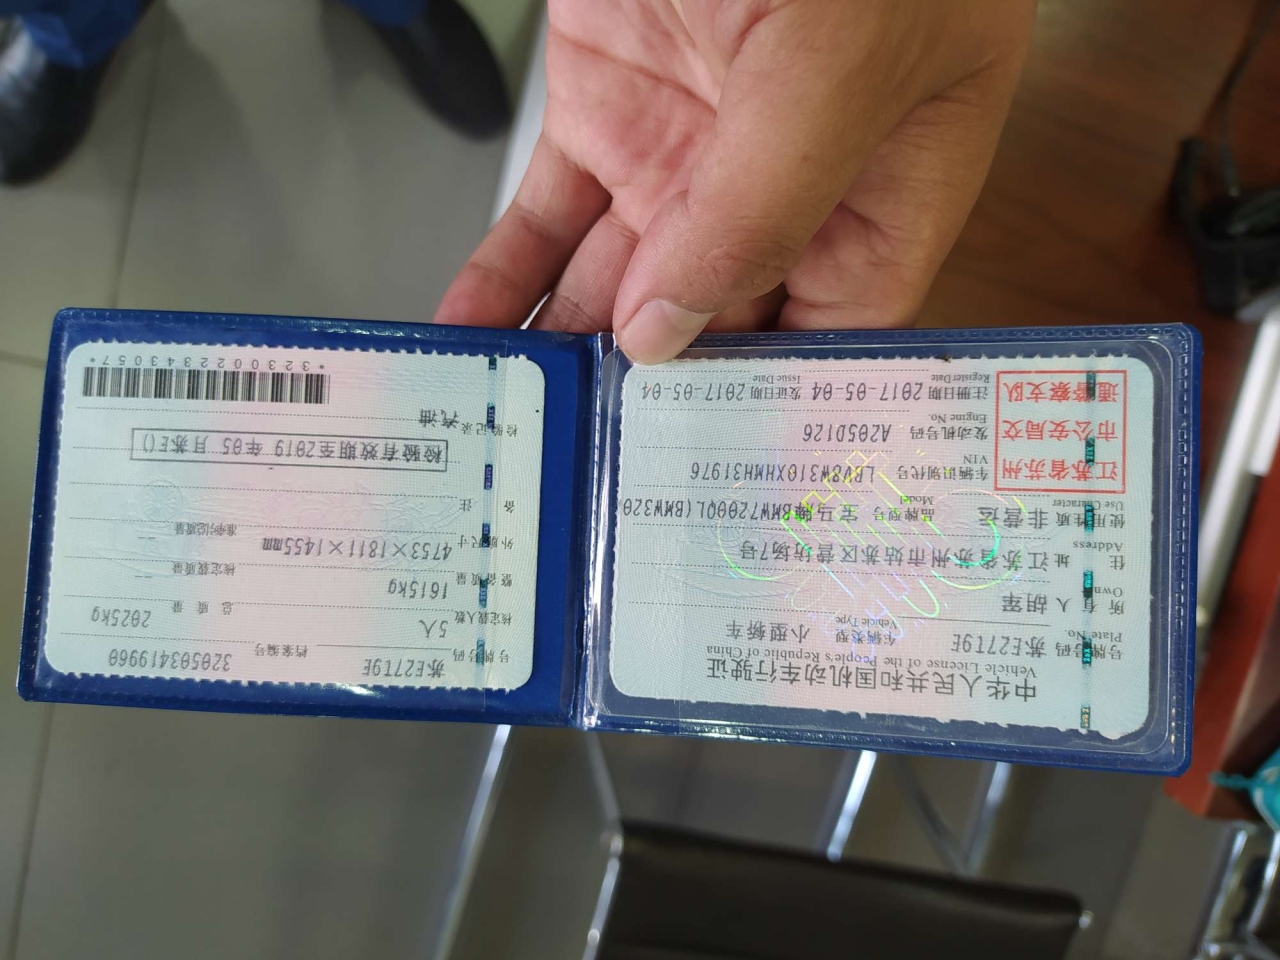 中华人民共和国机动车行驶证
Vehicle License of the People's Republic of China
号牌号码 苏E27T9E 车辆类型 小型轿车
Plate No. Vehicle Type
所有人 胡军
Owner
住址 江苏省苏州市姑苏区营坊场7号
Address
使用性质 非营运 品牌型号 宝马牌BMW7200QL(BMW320
Use Character Model
江苏省苏州市公安局交通警察支队
车辆识别代号 LBV8W310XHMH31976
VIN
发动机号码 A205D126
Engine No.
注册日期 2017-05-04 发证日期 2017-05-04
Register Date Issue Date
号牌号码 苏E27T9E 档案编号 320503419960
核定载人数 5人 总质量 2025kg
整备质量 1615kg 核定载质量 --
外廓尺寸 4753×1811×1455mm 准牵引总质量 --
备注
检验有效期至2019年05月苏E()
检验记录 汽油
*3230022343057*